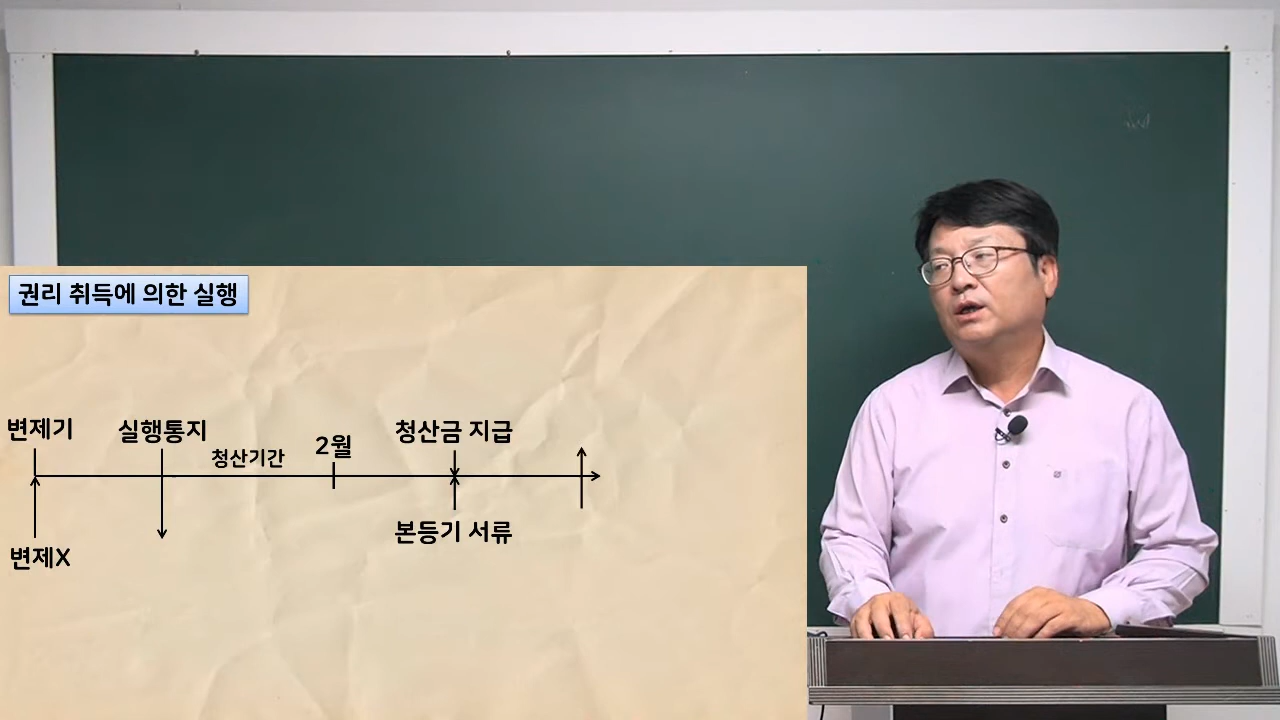 권리 취득에 의한 실행
변제기
실행통지
청산기간
2월
청산금 지급
본등기 서류
변제X